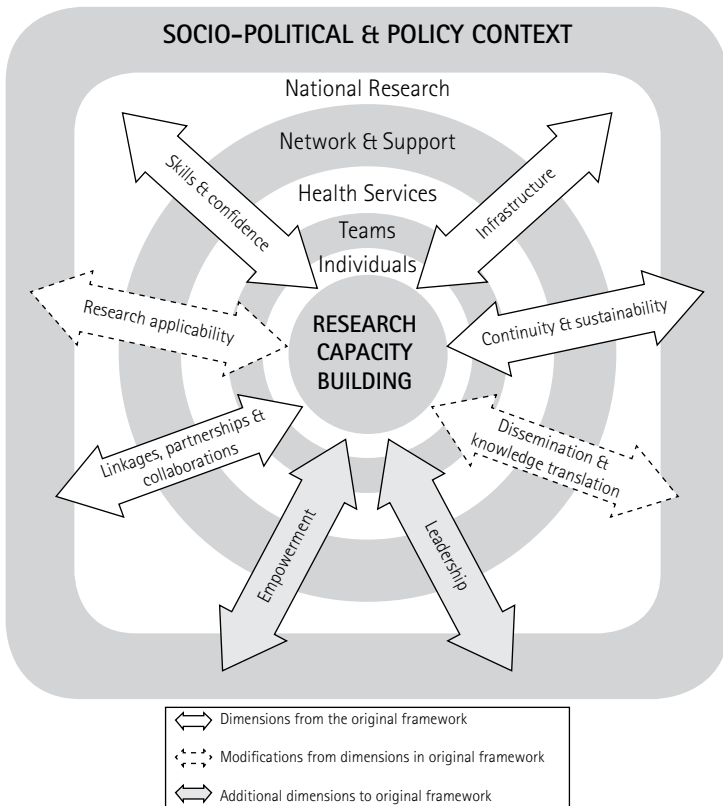 SOCIO-POLITICAL & POLICY CONTEXT
National Research
Network & Support
Health Services
Teams
Individuals
RESEARCH
CAPACITY
BUILDING
Skills & confidence
Infrastructure
Research applicability
Continuity & sustainability
Linkages, partnerships &
collaborations
Dissemination &
knowledge translation
Empowerment
Leadership
Dimensions from the original framework
Modifications from dimensions in original framework
Additional dimensions to original framework